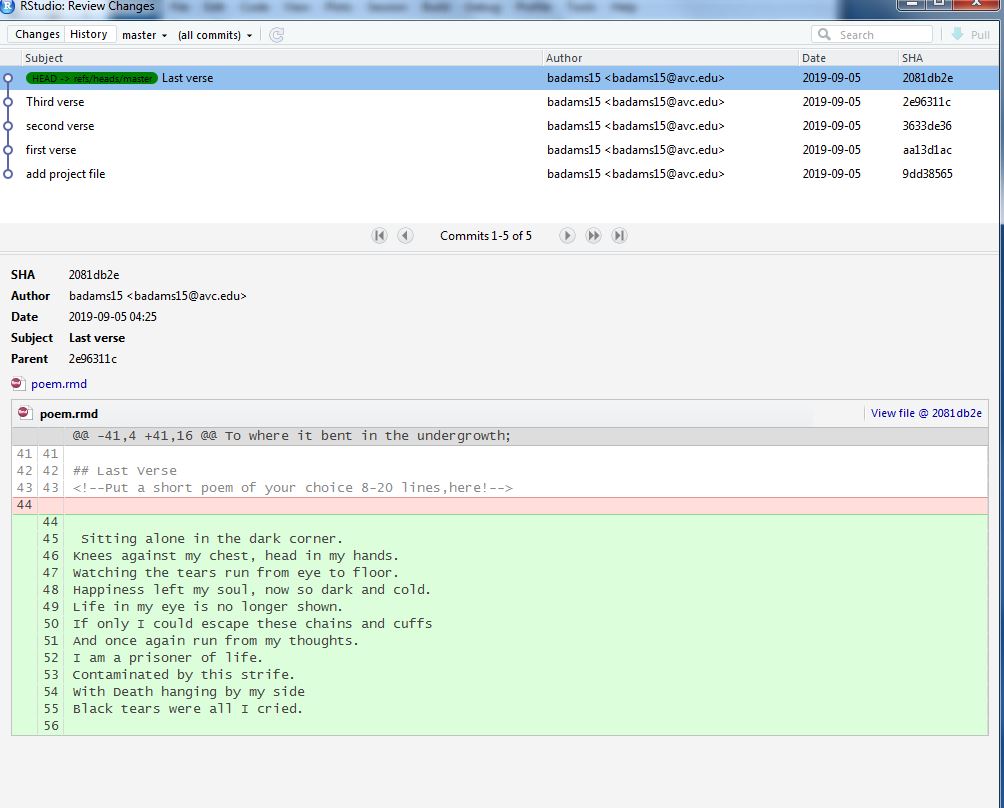 RStudio: Review Changes
Changes History master (all commits) Search Pull
Subject Author Date SHA
HEAD -> refs/heads/master Last verse badams15 <badams15@avc.edu> 2019-09-05 2081db2e
Third verse badams15 <badams15@avc.edu> 2019-09-05 2e96311c
second verse badams15 <badams15@avc.edu> 2019-09-05 3633de36
first verse badams15 <badams15@avc.edu> 2019-09-05 aa13d1ac
add project file badams15 <badams15@avc.edu> 2019-09-05 9dd38565
Commits 1-5 of 5
SHA 2081db2e
Author badams15 <badams15@avc.edu>
Date 2019-09-05 04:25
Subject Last verse
Parent 2e96311c
poem.rmd
poem.rmd View file @ 2081db2e
@@ -41,4 +41,16 @@ To where it bent in the undergrowth;
41 41
42 42 ## Last Verse
43 43 <!--Put a short poem of your choice 8-20 lines,here!-->
44
44
45 Sitting alone in the dark corner.
46 Knees against my chest, head in my hands.
47 Watching the tears run from eye to floor.
48 Happiness left my soul, now so dark and cold.
49 Life in my eye is no longer shown.
50 If only I could escape these chains and cuffs
51 And once again run from my thoughts.
52 I am a prisoner of life.
53 Contaminated by this strife.
54 With Death hanging by my side
55 Black tears were all I cried.
56